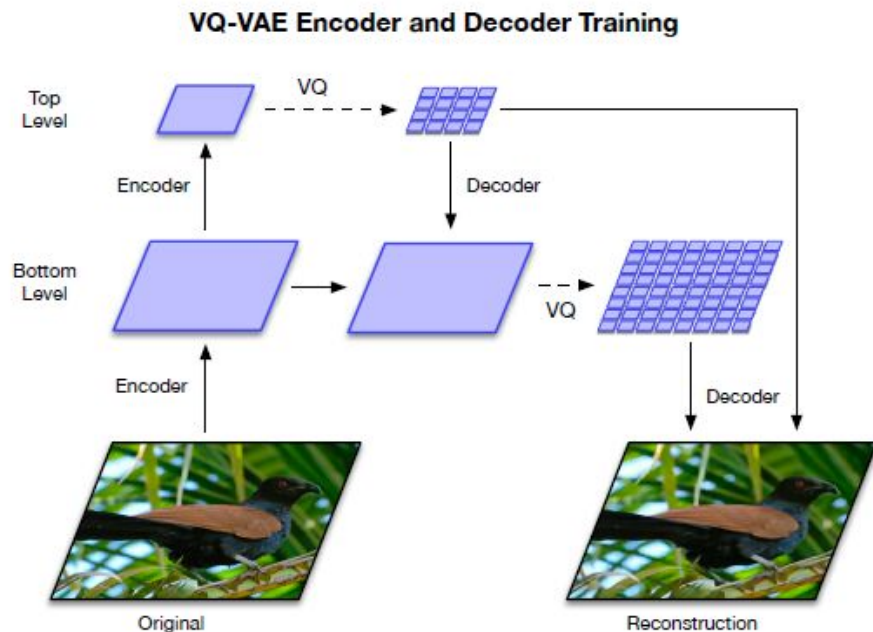 VQ-VAE Encoder and Decoder Training
VQ
Top
Level
Encoder
Decoder
Bottom
Level
VQ
Encoder
Decoder
Original
Reconstruction